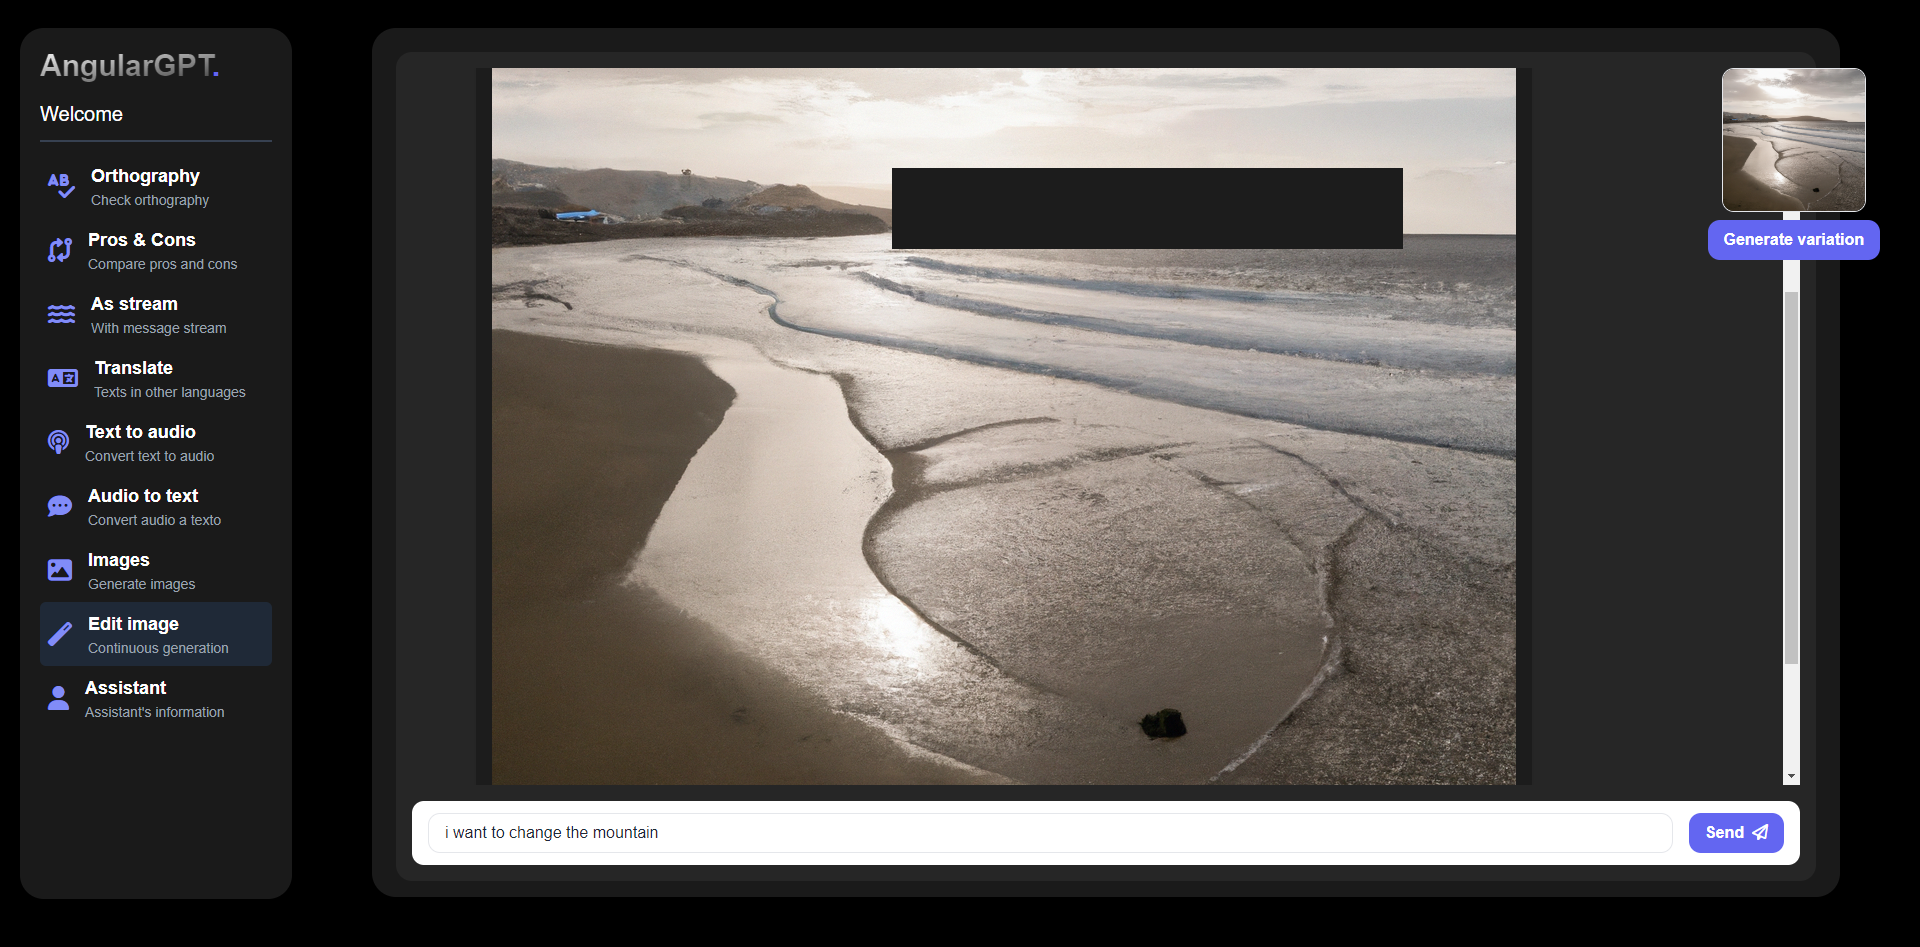 AngularGPT.
Welcome
Orthography
Check orthography
Pros & Cons
Compare pros and cons
As stream
With message stream
Translate
Texts in other languages
Text to audio
Convert text to audio
Audio to text
Convert audio a texto
Images
Generate images
Edit image
Continuous generation
Assistant
Assistant's information
Generate variation
i want to change the mountain
Send